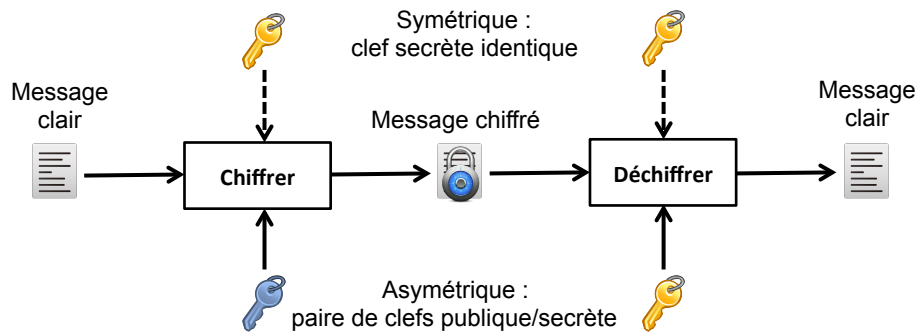 Symétrique :
clef secrète identique
Message
clair
Message chiffré
Message
clair
Chiffrer
Déchiffrer
Asymétrique :
paire de clefs publique/secrète